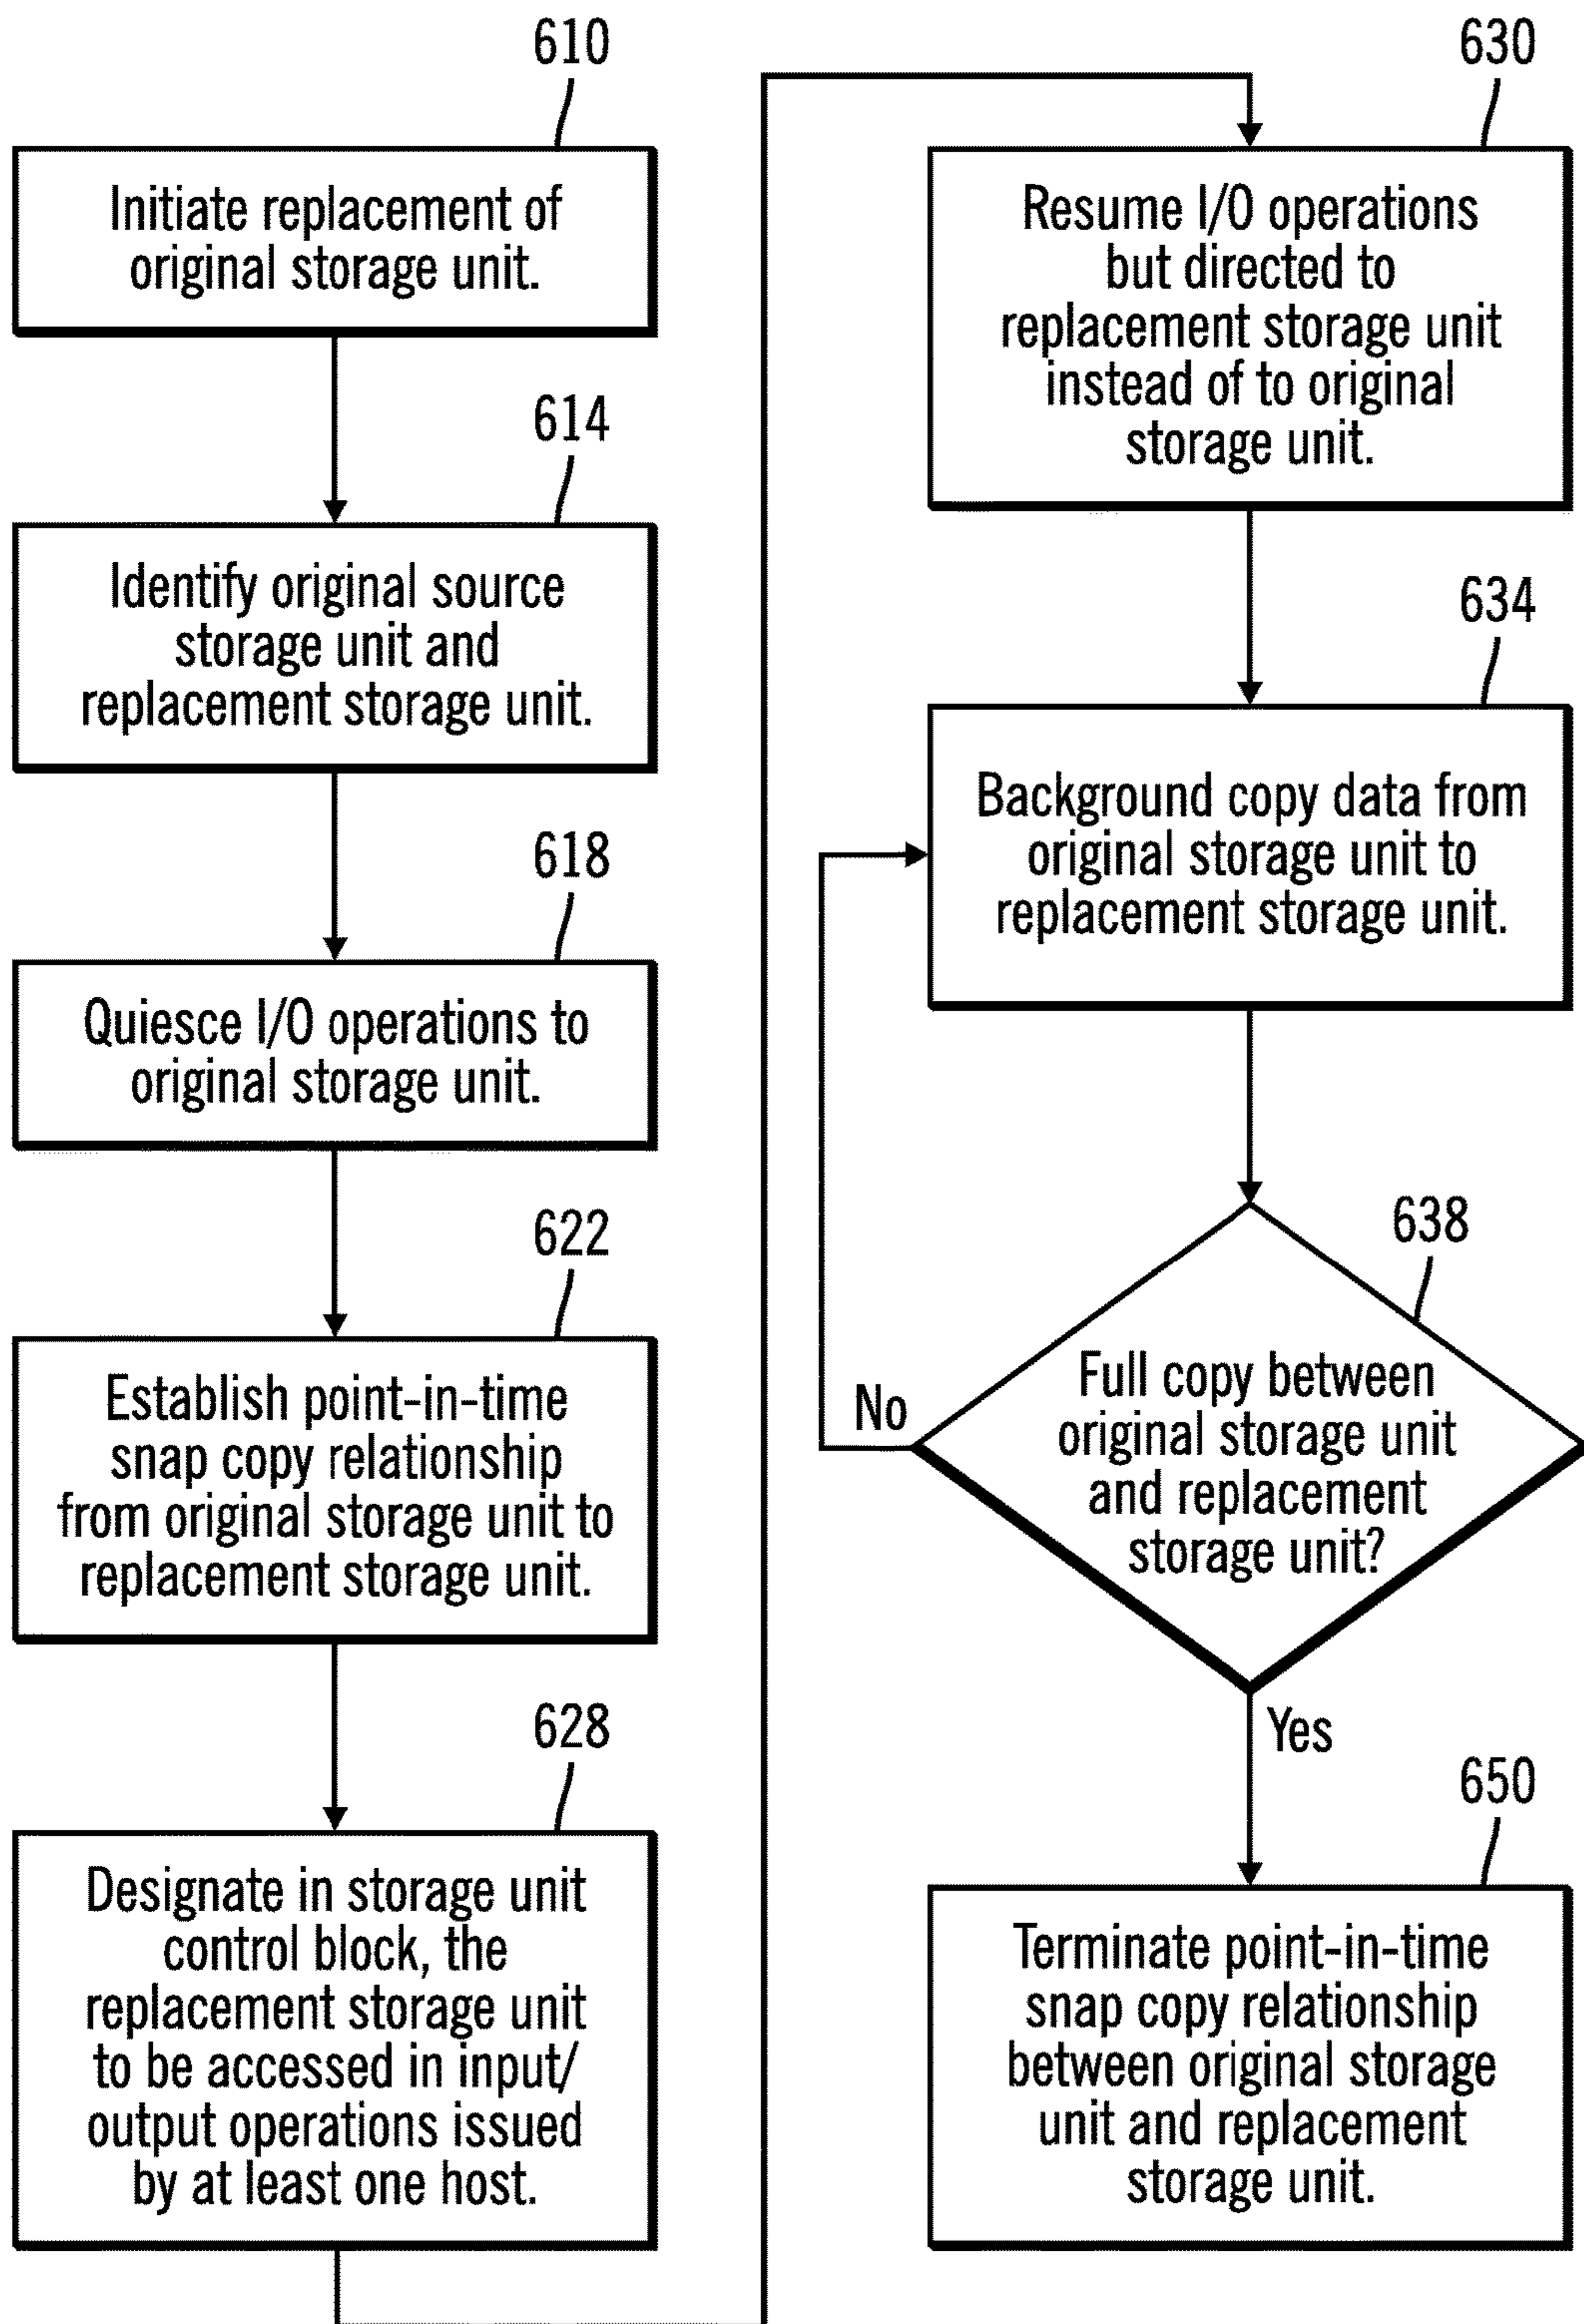 610
Initiate replacement of
original storage unit.
614
Identify original source
storage unit and
replacement storage unit.
618
Quiesce I/O operations to
original storage unit.
622
Establish point-in-time
snap copy relationship
from original storage unit to
replacement storage unit.
628
Designate in storage unit
control block, the
replacement storage unit
to be accessed in input/
output operations issued
by at least one host.
630
Resume I/O operations
but directed to
replacement storage unit
instead of to original
storage unit.
634
Background copy data from
original storage unit to
replacement storage unit.
638
Full copy between
original storage unit
and replacement
storage unit?
No
Yes
650
Terminate point-in-time
snap copy relationship
between original storage
unit and replacement
storage unit.